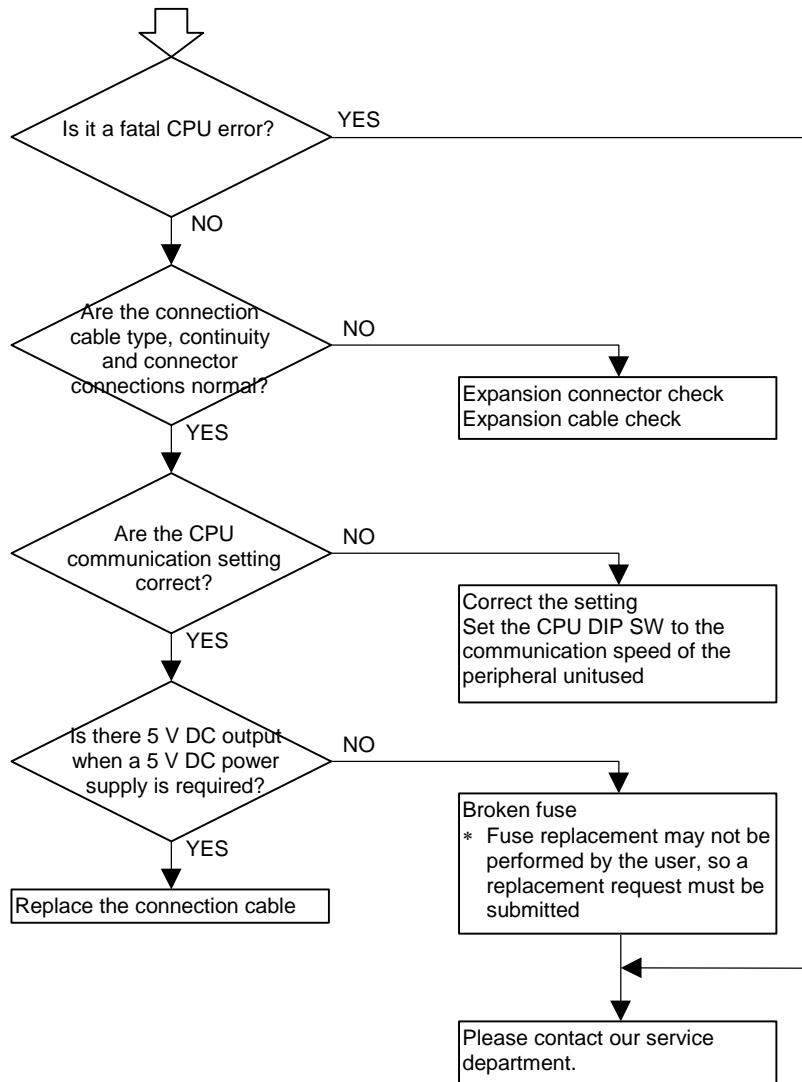 Is it a fatal CPU error?
YES
NO
Are the connection
cable type, continuity
and connector
connections normal?
NO
Expansion connector check
Expansion cable check
YES
Are the CPU
communication setting
correct?
NO
Correct the setting
Set the CPU DIP SW to the
communication speed of the
peripheral unitused
YES
Is there 5 V DC output
when a 5 V DC power
supply is required?
NO
Broken fuse
* Fuse replacement may not be
performed by the user, so a
replacement request must be
submitted
YES
Replace the connection cable
Please contact our service
department.